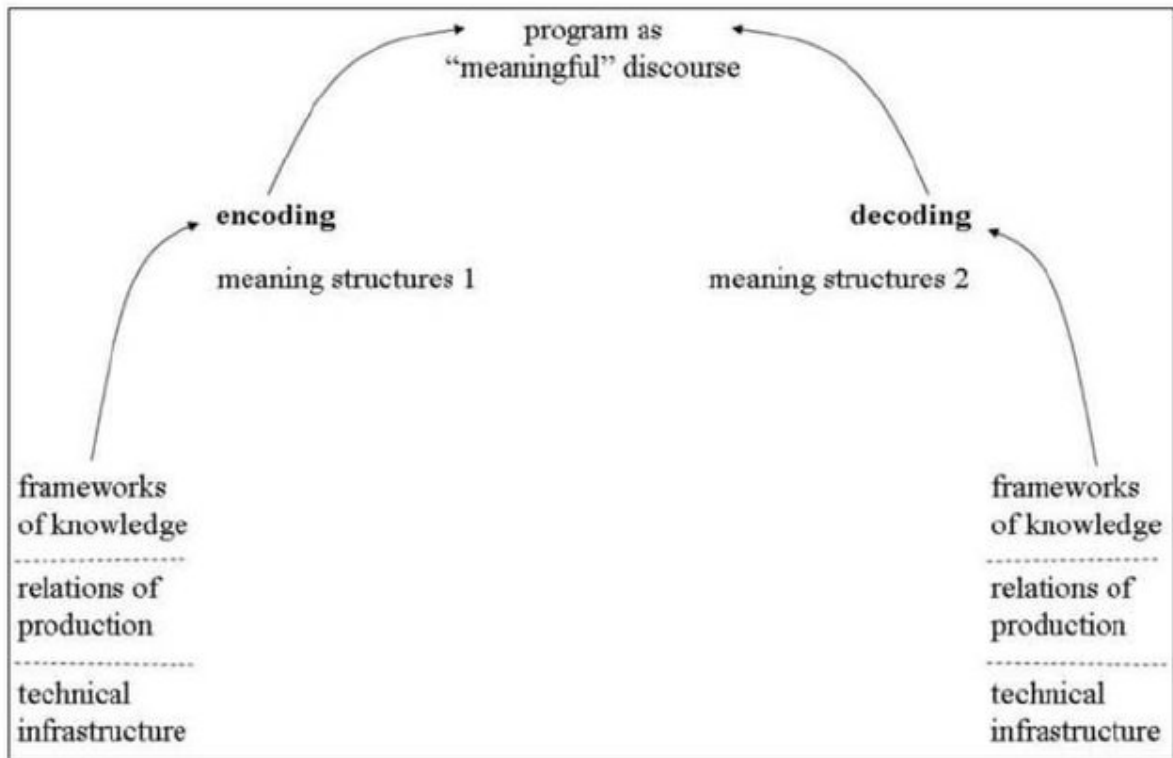 program as
“meaningful” discourse
encoding
decoding
meaning structures 1
meaning structures 2
frameworks
of knowledge
relations of
production
technical
infrastructure
frameworks
of knowledge
relations of
production
technical
infrastructure